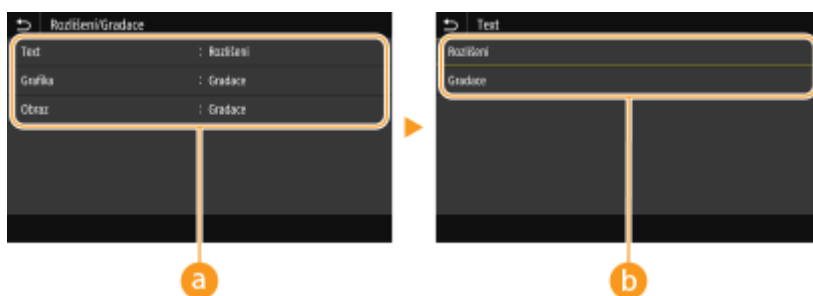 Rozlišení/Gradace
Text : Rozlišení
Grafika : Gradace
Obraz : Gradace
a
Text
Rozlišení
Gradace
b